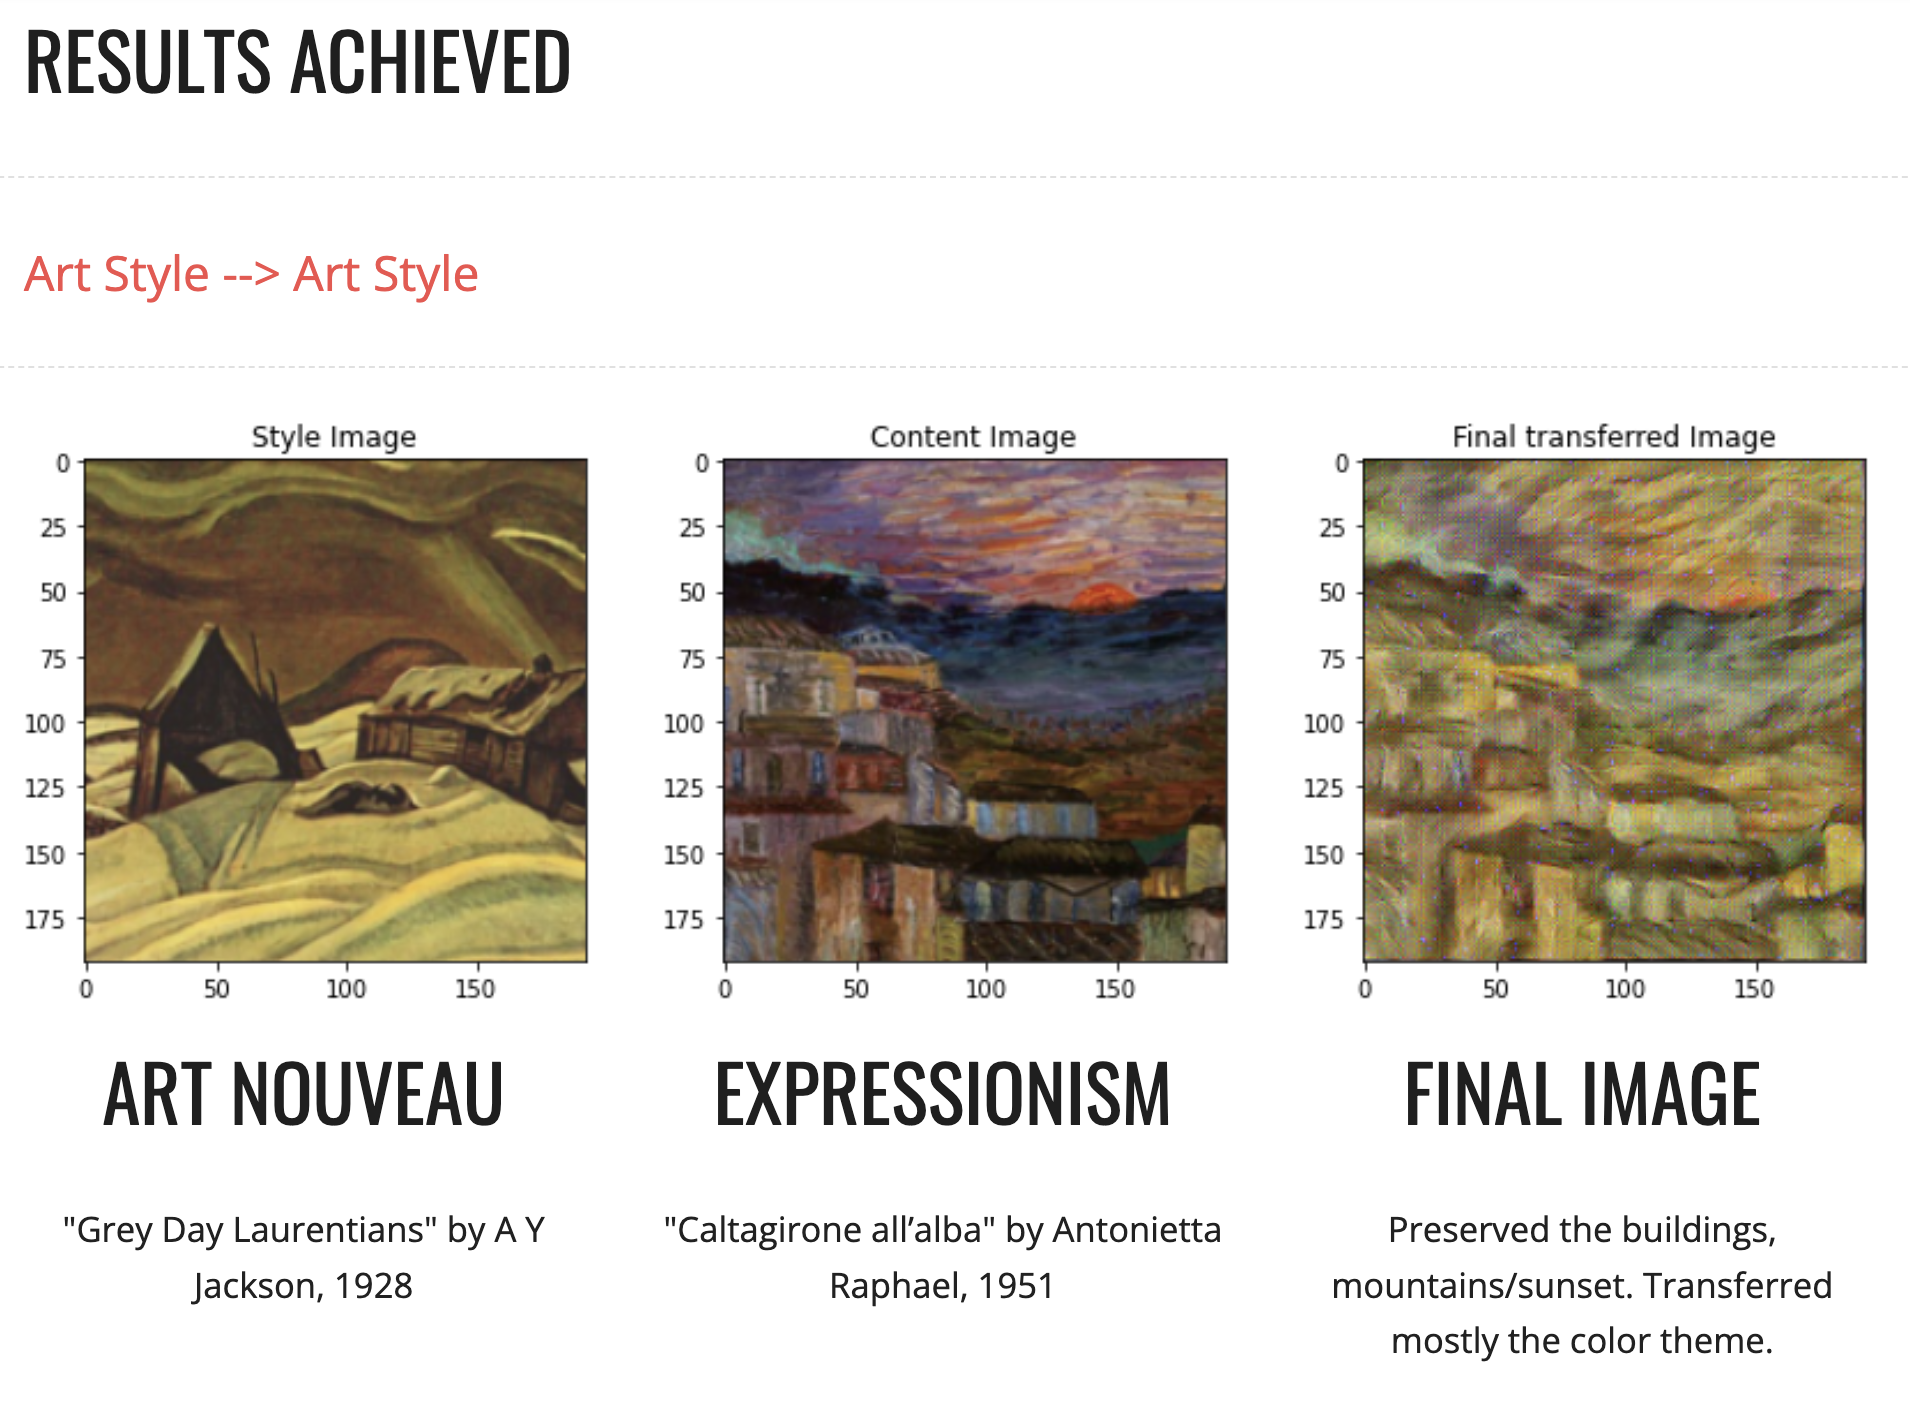 RESULTS ACHIEVED
Art Style --> Art Style
Style Image
0
25
50
75
100
125
150
175
0 50 100 150
Content Image
0
25
50
75
100
125
150
175
0 50 100 150
Final transferred Image
0
25
50
75
100
125
150
175
0 50 100 150
ART NOUVEAU
"Grey Day Laurentians" by A Y
Jackson, 1928
EXPRESSIONISM
"Caltagirone all’alba" by Antonietta
Raphael, 1951
FINAL IMAGE
Preserved the buildings,
mountains/sunset. Transferred
mostly the color theme.